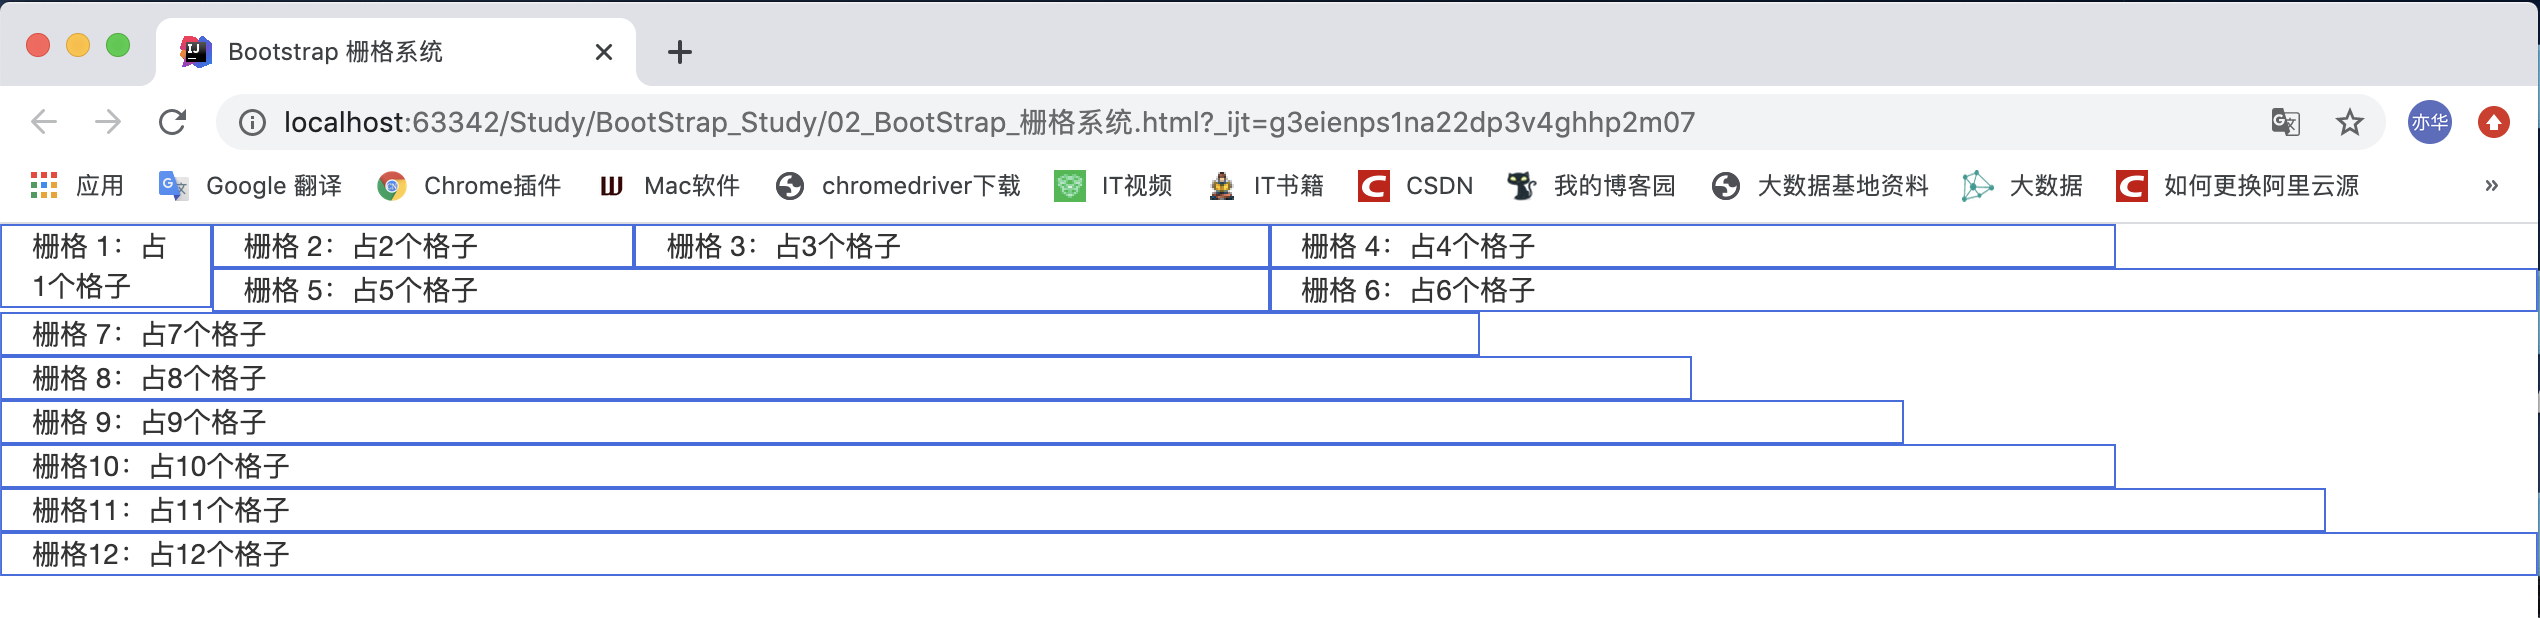 Bootstrap 栅格系统
localhost:63342/Study/BootStrap_Study/02_BootStrap_栅格系统.html?_ijt=g3eienps1na22dp3v4ghhp2m07
亦华
应用 Google 翻译 Chrome插件 Mac软件 chromedriver下载 IT视频 IT书籍 CSDN 我的博客园 大数据基地资料 大数据 如何更换阿里云源 »
栅格 1：占 栅格 2：占2个格子 栅格 3：占3个格子 栅格 4：占4个格子
1个格子 栅格 5：占5个格子 栅格 6：占6个格子
栅格 7：占7个格子
栅格 8：占8个格子
栅格 9：占9个格子
栅格10：占10个格子
栅格11：占11个格子
栅格12：占12个格子